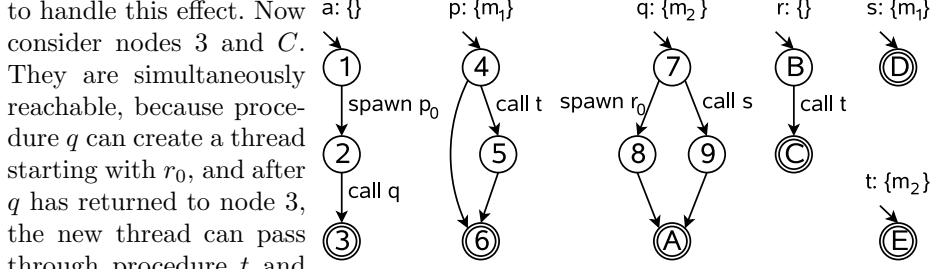 to handle this effect. Now
consider nodes 3 and C.
They are simultaneously
reachable, because proce-
dure q can create a thread
starting with r0, and after
q has returned to node 3,
the new thread can pass
through procedure t and
a: {}
p: {m1}
q: {m2 }
r: {}
s: {m1}
1
4
7
B
D
spawn p0
call t
spawn r0
call s
call t
2
5
8
9
C
call q
t: {m2}
3
6
A
E